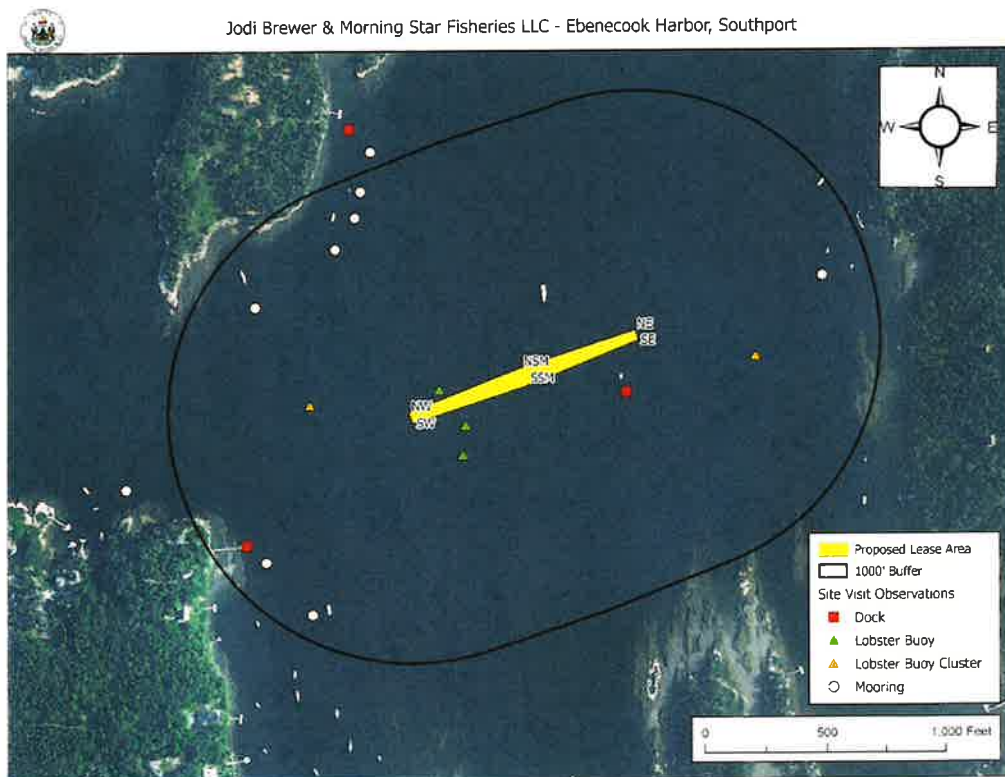 Jodi Brewer & Morning Star Fisheries LLC - Ebenecook Harbor, Southport
N
W E
S
NE
SE
NSM
SSM
NW
SW
Proposed Lease Area
1000' Buffer
Site Visit Observations
Dock
Lobster Buoy
Lobster Buoy Cluster
Mooring
0 500 1,000 Feet